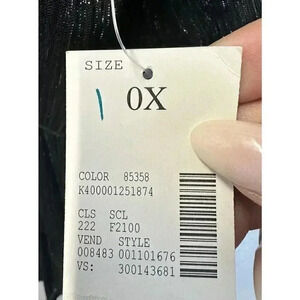 SIZE
1 0X
COLOR 85358
K400001251874
CLS SCL
222 F2100
VEND STYLE
008483 001101676
VS: 300143681